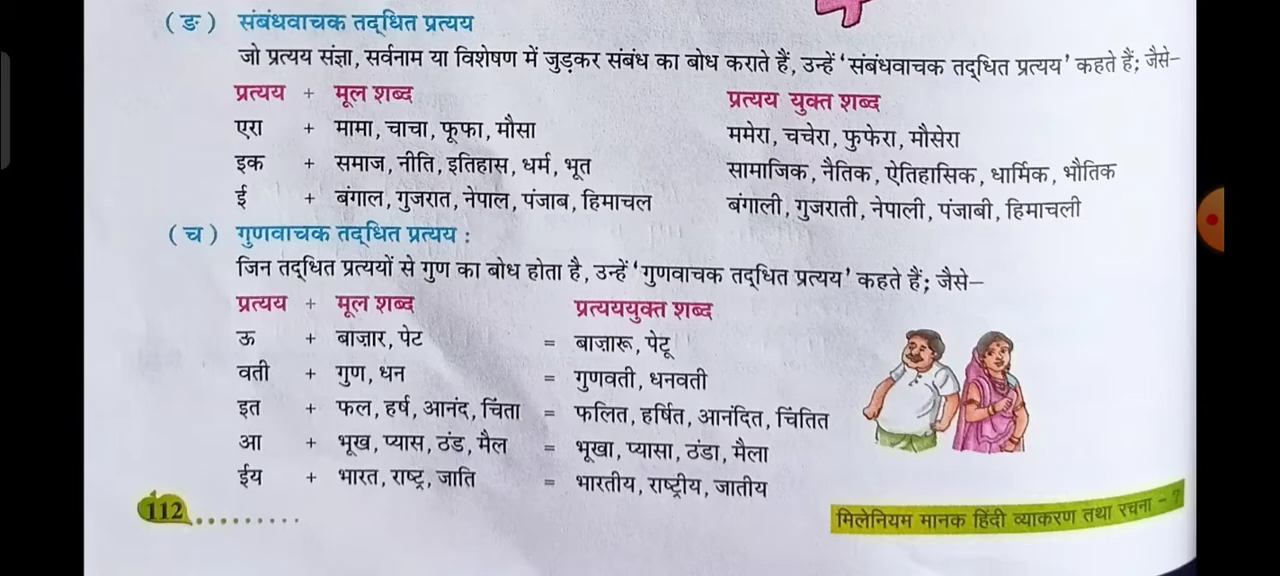 (ङ) संबंधवाचक तद्धित प्रत्यय
जो प्रत्यय संज्ञा, सर्वनाम या विशेषण में जुड़कर संबंध का बोध कराते हैं, उन्हें 'संबंधवाचक तद्धित प्रत्यय' कहते हैं; जैसे—
प्रत्यय + मूल शब्द प्रत्यय युक्त शब्द
एरा + मामा, चाचा, फूफा, मौसा ममेरा, चचेरा, फुफेरा, मौसेरा
इक + समाज, नीति, इतिहास, धर्म, भूत सामाजिक, नैतिक, ऐतिहासिक, धार्मिक, भौतिक
ई + बंगाल, गुजरात, नेपाल, पंजाब, हिमाचल बंगाली, गुजराती, नेपाली, पंजाबी, हिमाचली
(च) गुणवाचक तद्धित प्रत्यय :
जिन तद्धित प्रत्ययों से गुण का बोध होता है, उन्हें 'गुणवाचक तद्धित प्रत्यय' कहते हैं; जैसे—
प्रत्यय + मूल शब्द प्रत्यययुक्त शब्द
ऊ + बाज़ार, पेट = बाज़ारू, पेटू
वती + गुण, धन = गुणवती, धनवती
इत + फल, हर्ष, आनंद, चिंता = फलित, हर्षित, आनंदित, चिंतित
आ + भूख, प्यास, ठंड, मैल = भूखा, प्यासा, ठंडा, मैला
ईय + भारत, राष्ट्र, जाति = भारतीय, राष्ट्रीय, जातीय
112 .........
मिलेनियम मानक हिंदी व्याकरण तथा रचना - 7